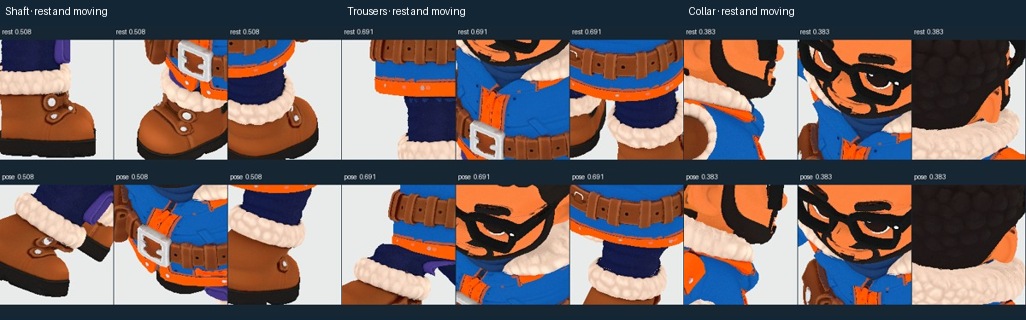 Shaft · rest and moving
Trousers · rest and moving
Collar · rest and moving
rest 0.508
rest 0.508
rest 0.508
rest 0.691
rest 0.691
rest 0.691
rest 0.383
rest 0.383
rest 0.383
pose 0.508
pose 0.508
pose 0.508
pose 0.691
pose 0.691
pose 0.691
pose 0.383
pose 0.383
pose 0.383